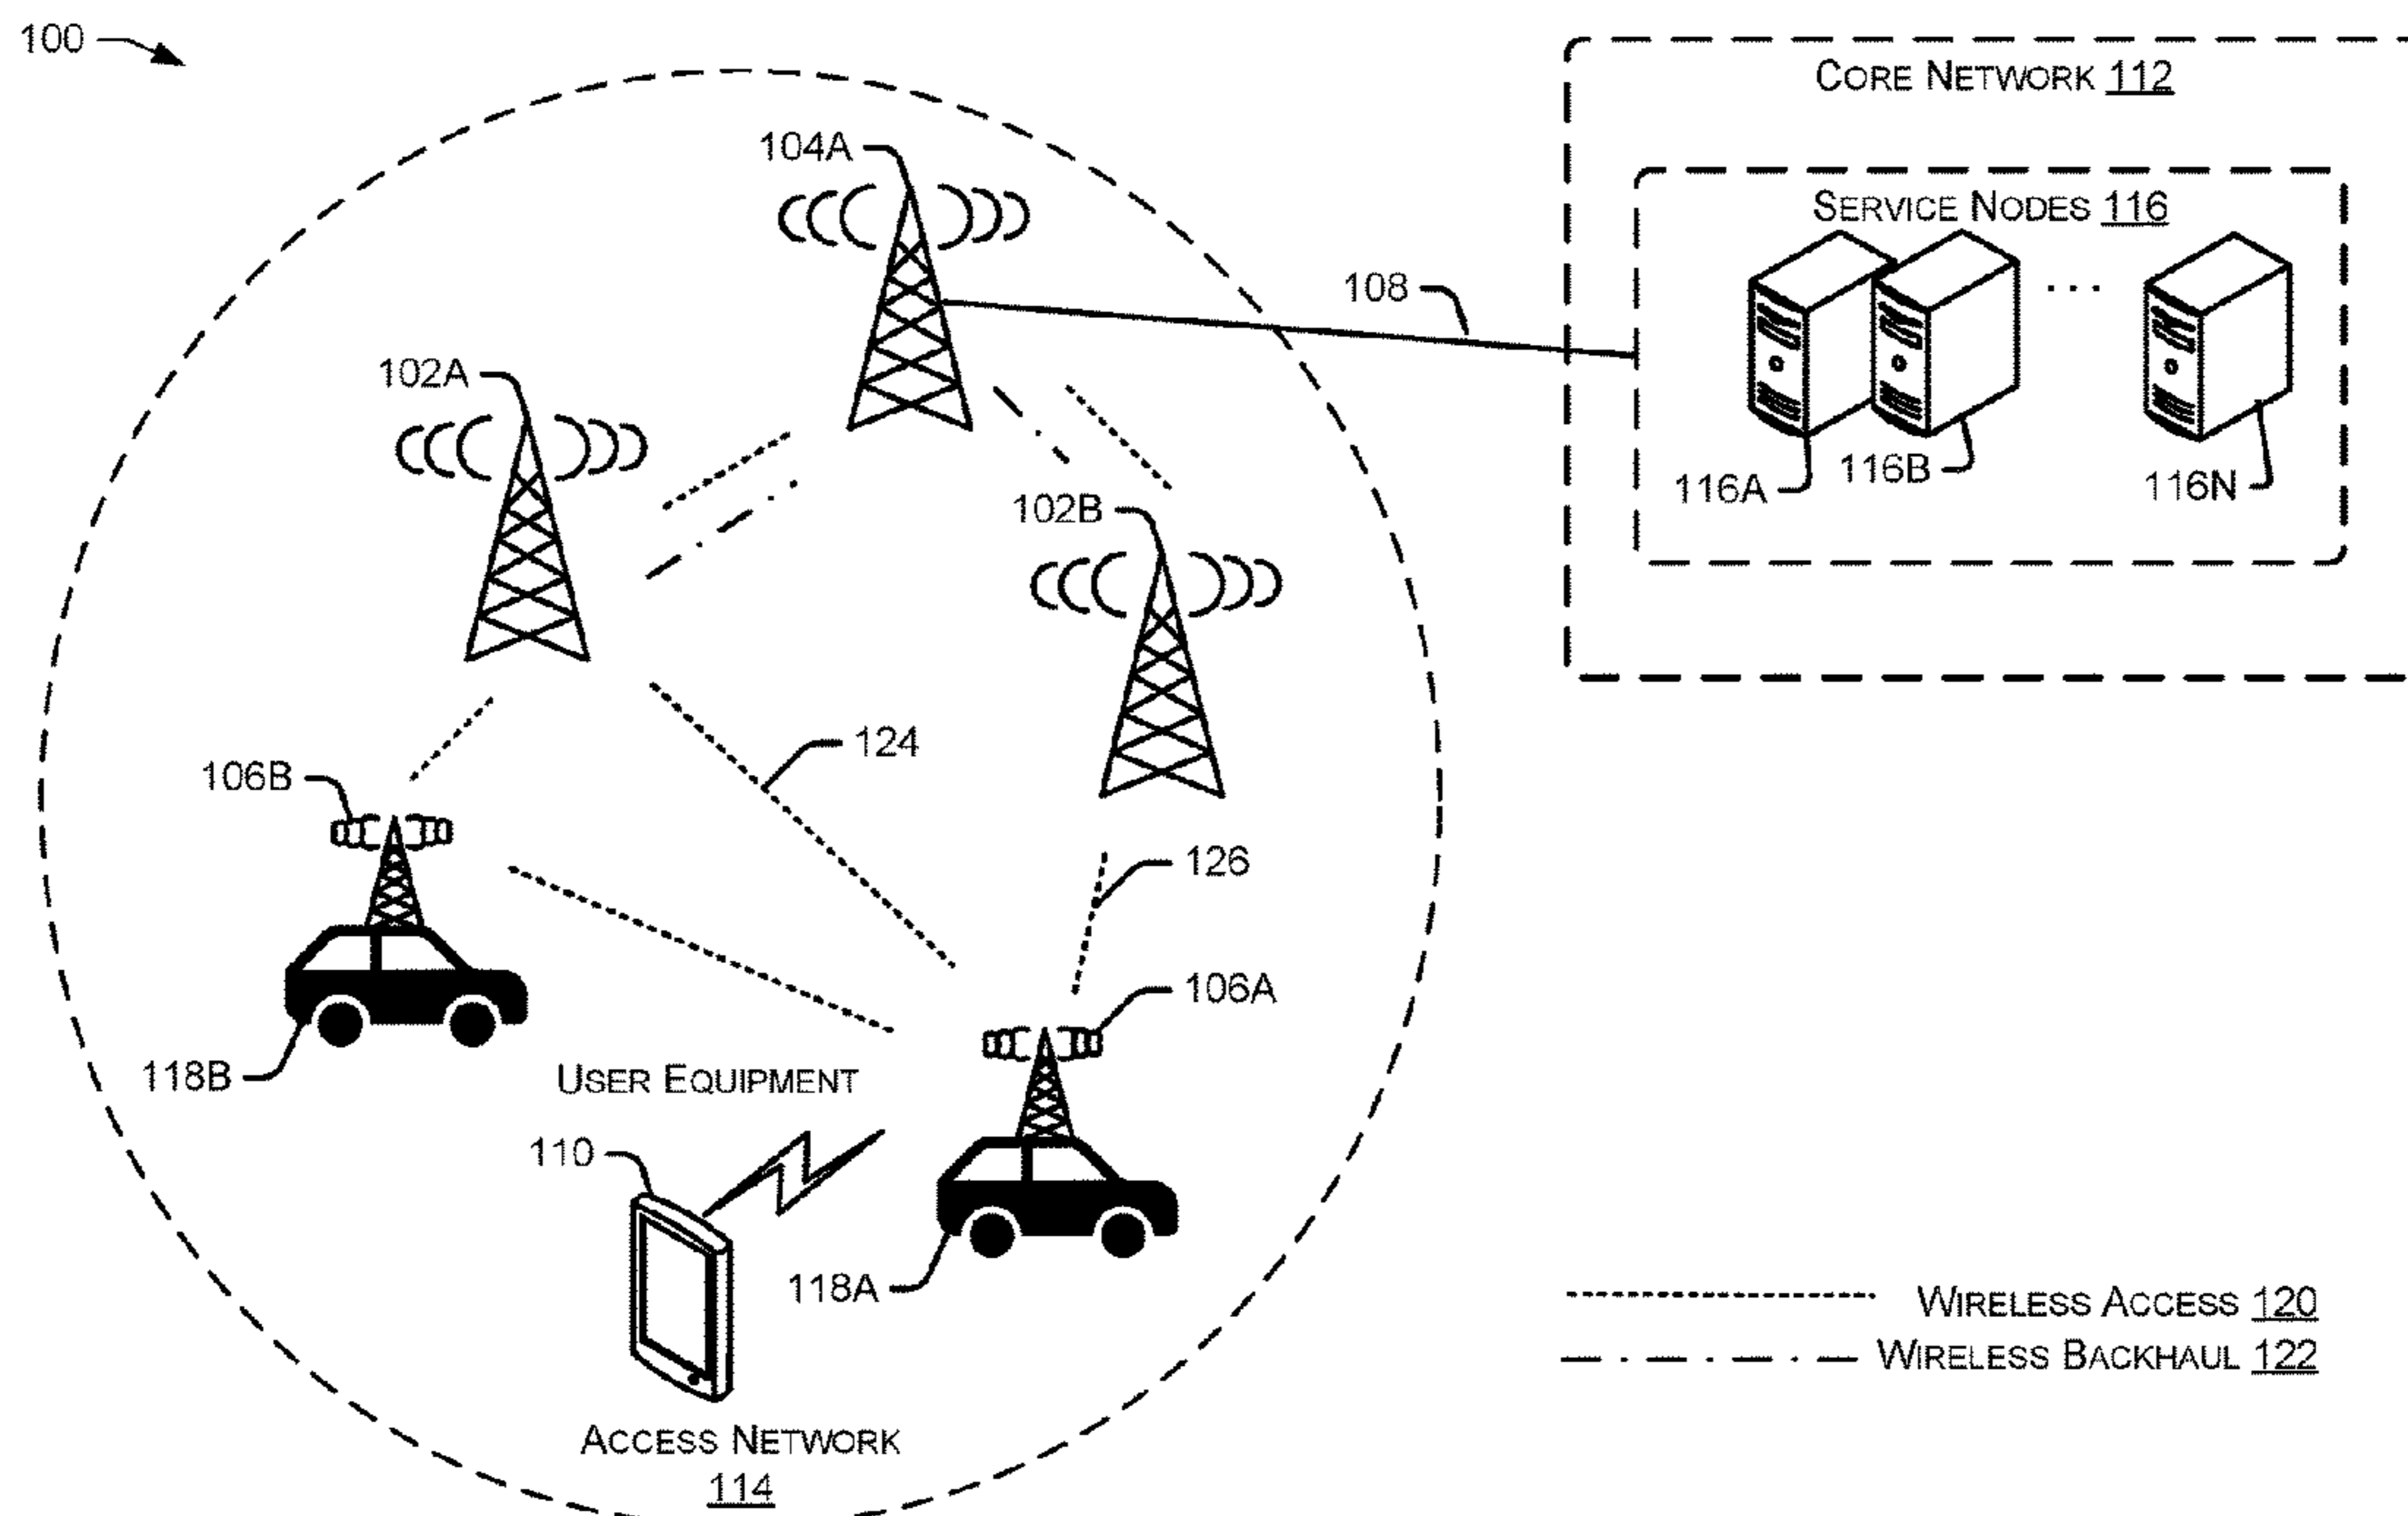 100
CORE NETWORK 112
104A
SERVICE NODES 116
108
102A
116A
116B
116N
102B
124
106B
126
106A
118B
USER EQUIPMENT
110
118A
WIRELESS ACCESS 120
WIRELESS BACKHAUL 122
ACCESS NETWORK
114